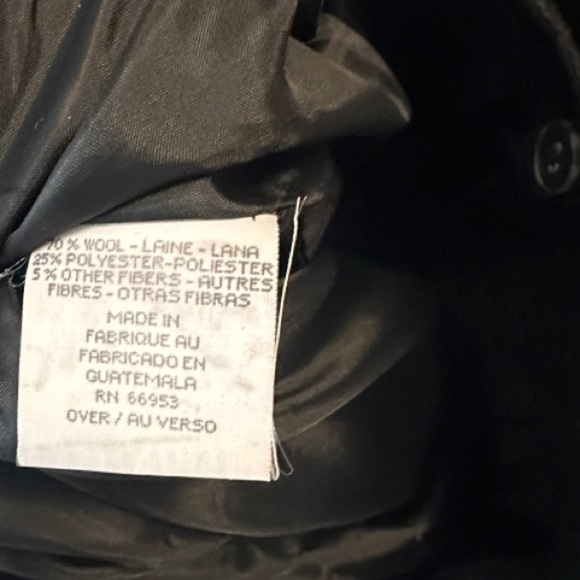 70 % WOOL - LAINE - LANA
25% POLYESTER-POLIESTER
5 % OTHER FIBERS - AUTRES
FIBRES - OTRAS FIBRAS
MADE IN
FABRIQUE AU
FABRICADO EN
GUATEMALA
RN 66953
OVER / AU VERSO